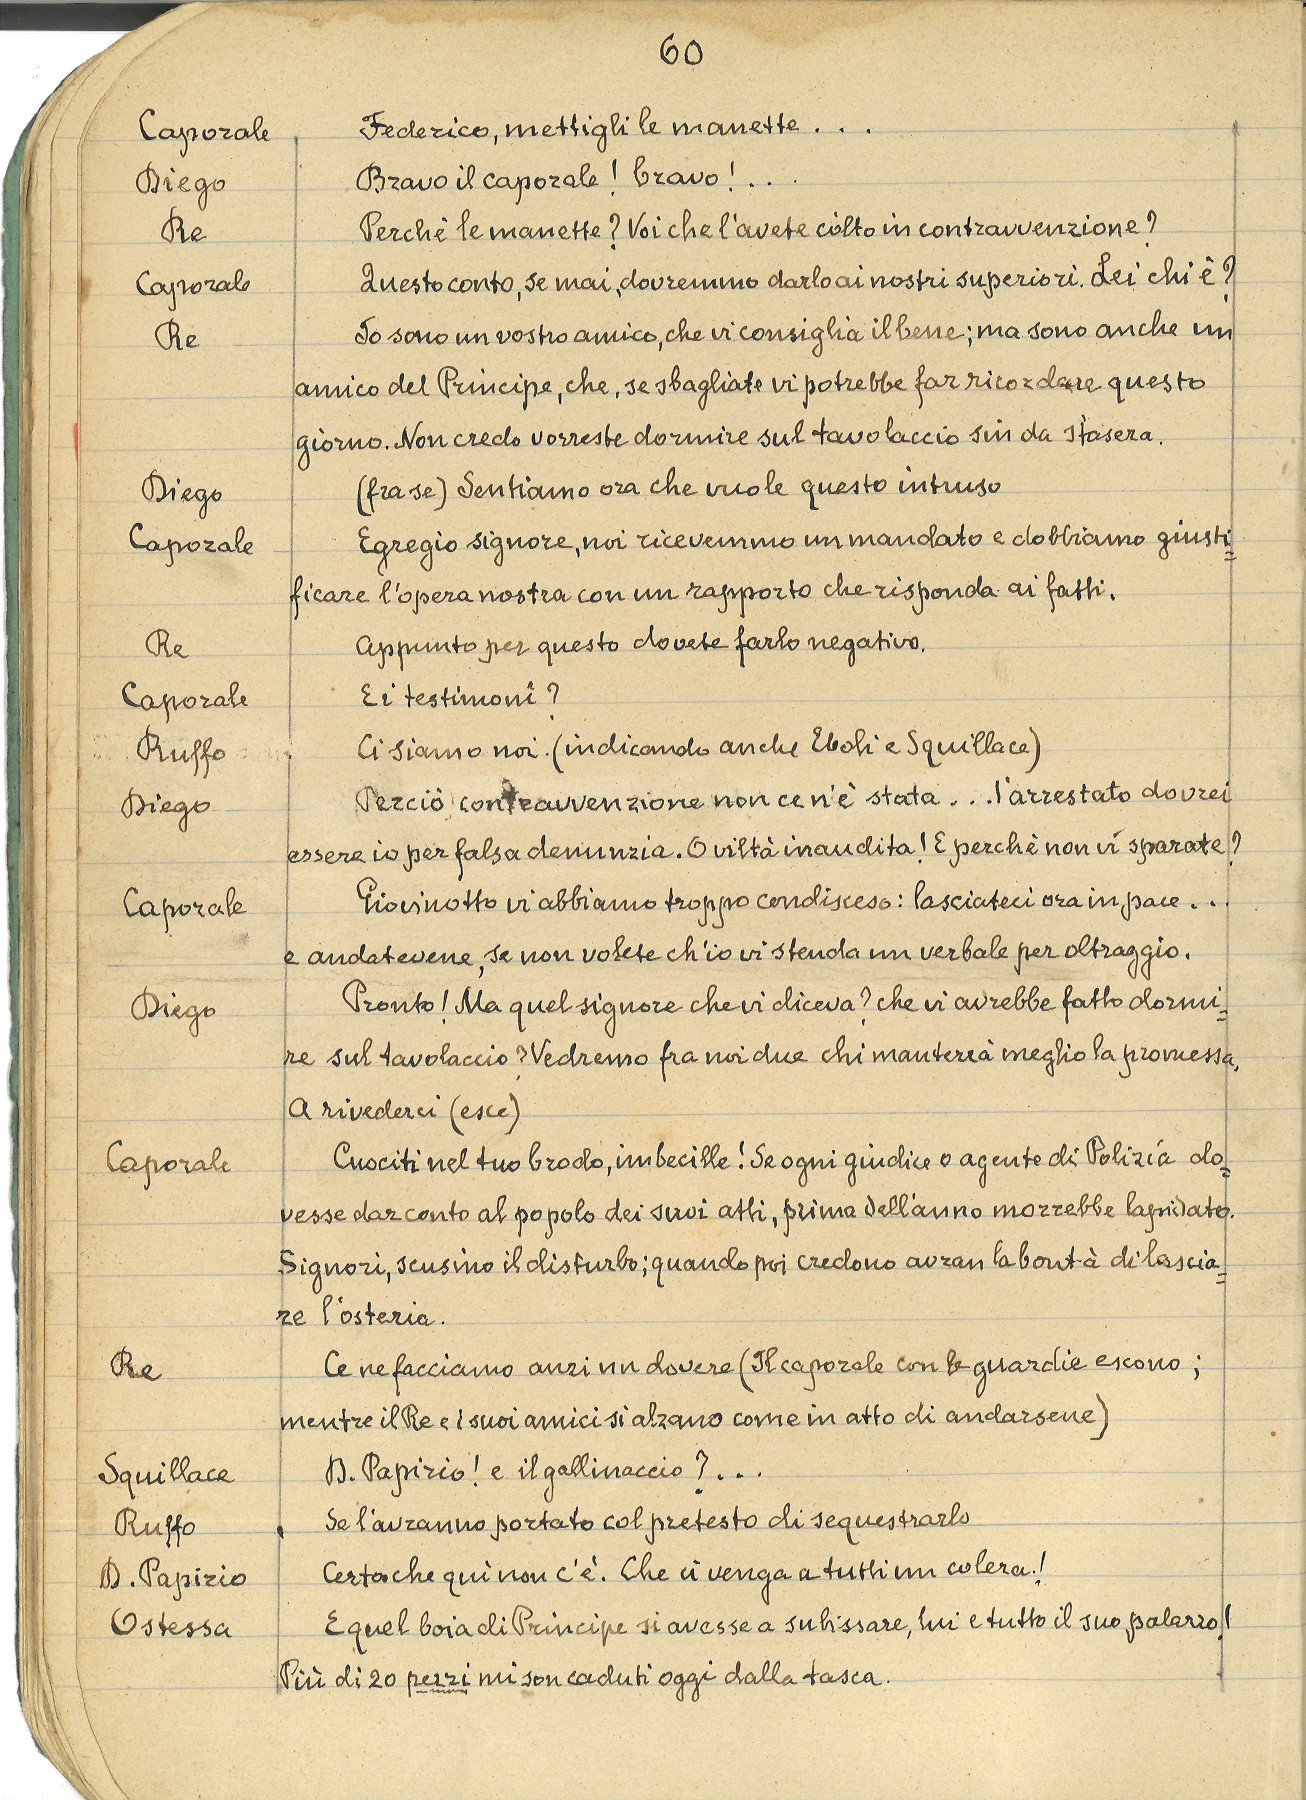 60
Caporale Federico, mettigli le manette . . .
Diego Bravo il caporale! bravo! . . .
Re Perchè le manette? Voi che l'avete còlto in contravvenzione?
Caporale Questo conto, se mai, dovremmo darlo ai nostri superiori. Lei chi è?
Re Io sono un vostro amico, che vi consiglia il bene; ma sono anche un
amico del Principe, che, se sbagliate vi potrebbe far ricordare questo
giorno. Non credo vorreste dormire sul tavolaccio sin da stasera.
Diego (fra se) Sentiamo ora che vuole questo intruso
Caporale Egregio signore, noi ricevemmo un mandato e dobbiamo giusti=
ficare l'opera nostra con un rapporto che risponda ai fatti.
Re Appunto per questo dovete farlo negativo.
Caporale E i testimoni?
Ruffo Ci siamo noi. (indicando anche Eboli e Squillace)
Diego Perciò contravvenzione non ce n'è stata . . . l'arrestato dovrei
essere io per falsa denunzia. O viltà inaudita! E perchè non vi sparate?
Caporale Giovinotto vi abbiamo troppo condisceso: lasciateci ora in pace . . .
e andatevene, se non volete ch'io vi stenda un verbale per oltraggio.
Diego Pronto! Ma quel signore che vi diceva? che vi avrebbe fatto dormi=
re sul tavolaccio? Vedremo fra noi due chi manterrà meglio la promessa,
A rivederci (esce)
Caporale Cuociti nel tuo brodo, imbecille! Se ogni giudice o agente di Polizia do=
vesse dar conto al popolo dei suoi atti, prima dell'anno morrebbe lapidato.
Signori, scusino il disturbo; quando poi credono avran la bontà di lascia=
re l'osteria.
Re Ce ne facciamo anzi un dovere (Il caporale con le guardie escono;
mentre il Re e i suoi amici si alzano come in atto di andarsene)
Squillace D. Papirio! e il gallinaccio? . . .
Ruffo Se l'avranno portato col pretesto di sequestrarlo
D. Papirio Certo che quì non c'è. Che ci venga a tutti un colera!
Ostessa E quel boia di Principe si avesse a subissare, lui e tutto il suo palazzo!
Più di 20 pezzi mi son caduti oggi dalla tasca.